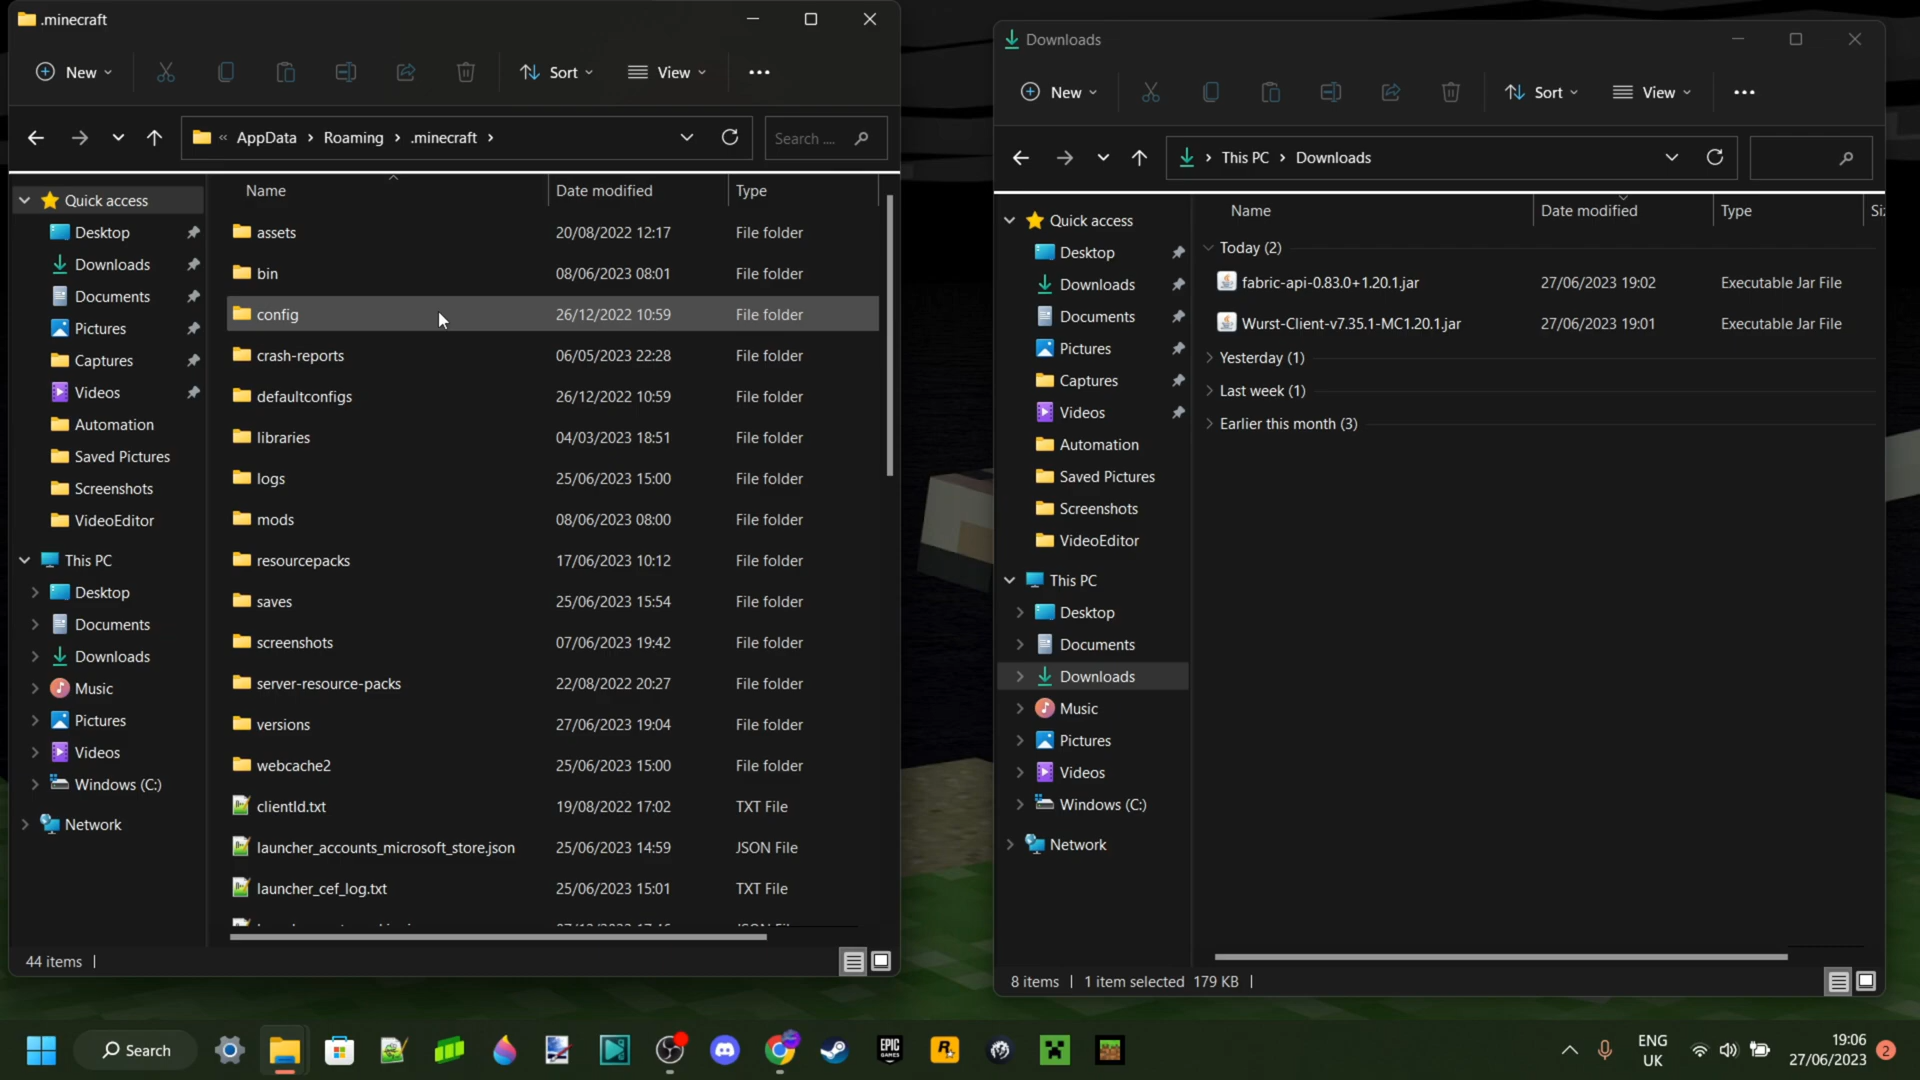 .minecraft
New
Sort
View
« AppData > Roaming > .minecraft >
Search ....
Quick access
Desktop
Downloads
Documents
Pictures
Captures
Videos
Automation
Saved Pictures
Screenshots
VideoEditor
This PC
Desktop
Documents
Downloads
Music
Pictures
Videos
Windows (C:)
Network
Name Date modified Type
assets 20/08/2022 12:17 File folder
bin 08/06/2023 08:01 File folder
config 26/12/2022 10:59 File folder
crash-reports 06/05/2023 22:28 File folder
defaultconfigs 26/12/2022 10:59 File folder
libraries 04/03/2023 18:51 File folder
logs 25/06/2023 15:00 File folder
mods 08/06/2023 08:00 File folder
resourcepacks 17/06/2023 10:12 File folder
saves 25/06/2023 15:54 File folder
screenshots 07/06/2023 19:42 File folder
server-resource-packs 22/08/2022 20:27 File folder
versions 27/06/2023 19:04 File folder
webcache2 25/06/2023 15:00 File folder
clientId.txt 19/08/2022 17:02 TXT File
launcher_accounts_microsoft_store.json 25/06/2023 14:59 JSON File
launcher_cef_log.txt 25/06/2023 15:01 TXT File
44 items
Downloads
New
Sort
View
> This PC > Downloads
Quick access
Desktop
Downloads
Documents
Pictures
Captures
Videos
Automation
Saved Pictures
Screenshots
VideoEditor
This PC
Desktop
Documents
Downloads
Music
Pictures
Videos
Windows (C:)
Network
Name Date modified Type Si
Today (2)
fabric-api-0.83.0+1.20.1.jar 27/06/2023 19:02 Executable Jar File
Wurst-Client-v7.35.1-MC1.20.1.jar 27/06/2023 19:01 Executable Jar File
Yesterday (1)
Last week (1)
Earlier this month (3)
8 items 1 item selected 179 KB
Search
EPIC GAMES
R
ENG
UK
19:06
27/06/2023
2